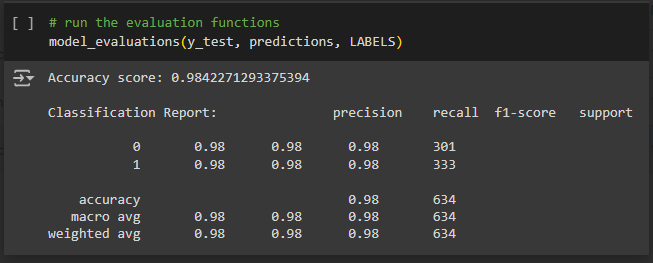 [ ] # run the evaluation functions
model_evaluations(y_test, predictions, LABELS)
Accuracy score: 0.9842271293375394
Classification Report: precision recall f1-score support
0 0.98 0.98 0.98 301
1 0.98 0.98 0.98 333
accuracy 0.98 634
macro avg 0.98 0.98 0.98 634
weighted avg 0.98 0.98 0.98 634